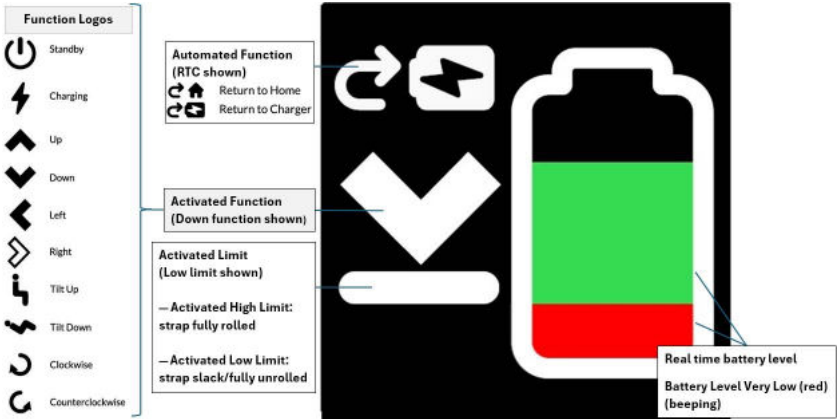 Function Logos
Standby
Charging
Up
Down
Left
Right
Tilt Up
Tilt Down
Clockwise
Counterclockwise
Automated Function
(RTC shown)
Return to Home
Return to Charger
Activated Function
(Down function shown)
Activated Limit
(Low limit shown)
— Activated High Limit:
strap fully rolled
— Activated Low Limit:
strap slack/fully unrolled
Real time battery level
Battery Level Very Low (red)
(beeping)